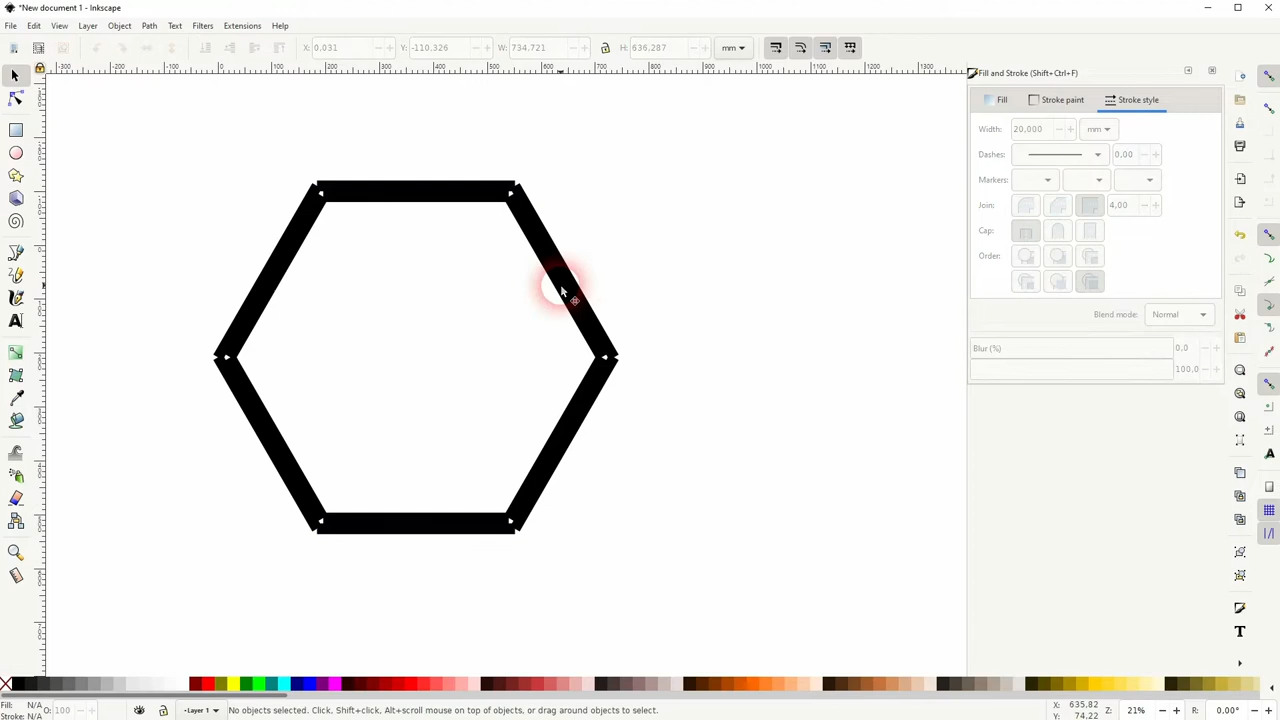 *New document 1 - Inkscape
File Edit View Layer Object Path Text Filters Extensions Help
X: 0.031 Y: -110.326 W: 734.721 H: 636.287 mm
Fill and Stroke (Shift+Ctrl+F)
Fill Stroke paint Stroke style
Width: 20,000 mm
Dashes: 0,00
Markers:
Join: 4,00
Cap:
Order:
Blend mode: Normal
Blur (%) 0,0
100,0
Fill: N/A
Stroke: N/A
O: 100
-Layer 1
No objects selected. Click, Shift+click, Alt+scroll mouse on top of objects, or drag around objects to select.
X: 635.82
Y: 74.22
Z: 21%
R: 0.00°